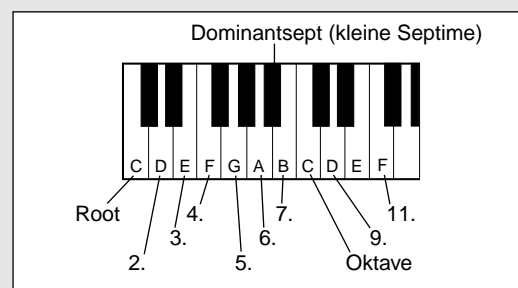 Dominantsept (kleine Septime)
C D E F G A B C D E F
Root 4. 7. 11.
3. 6. 9.
2. 5. Oktave